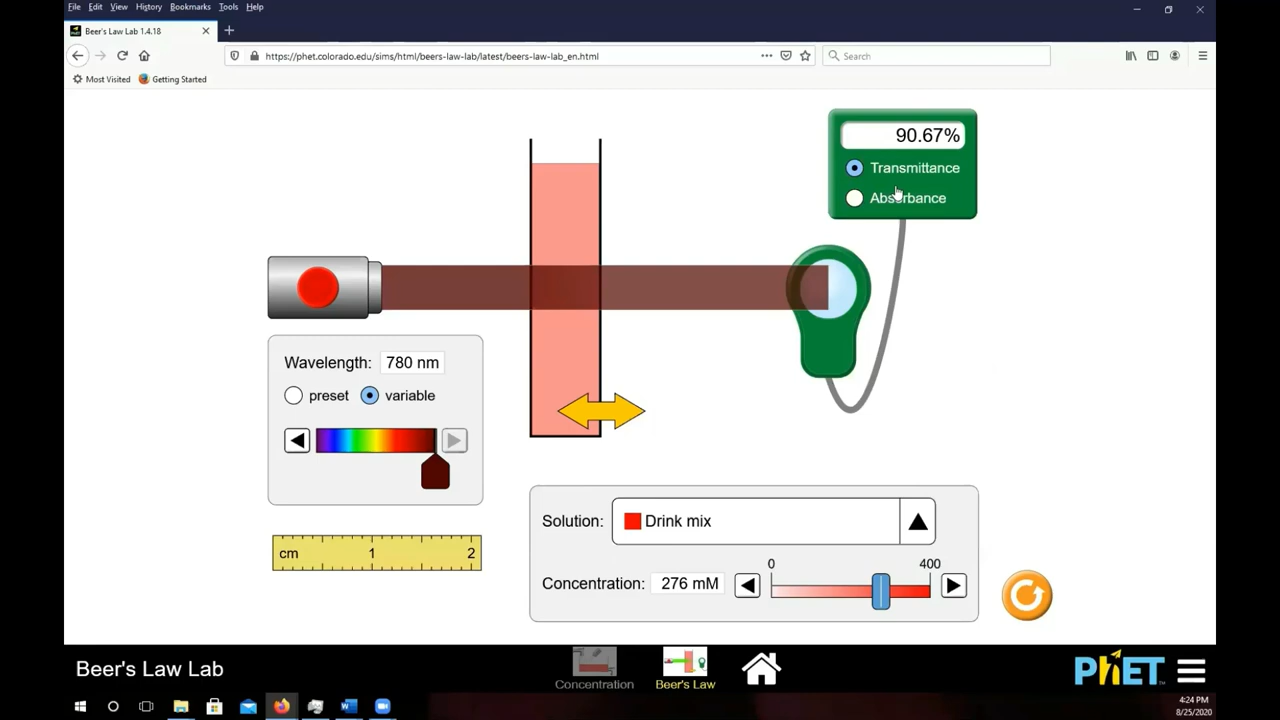 File Edit View History Bookmarks Tools Help
Beer's Law Lab 1.4.18
https://phet.colorado.edu/sims/html/beers-law-lab/latest/beers-law-lab_en.html
Search
Most Visited Getting Started
90.67%
Transmittance
Absorbance
Wavelength: 780 nm
preset variable
cm 1 2
Solution: Drink mix
0 400
Concentration: 276 mM
Beer's Law Lab
Concentration
Beer's Law
PhET
4:24 PM
8/25/2020